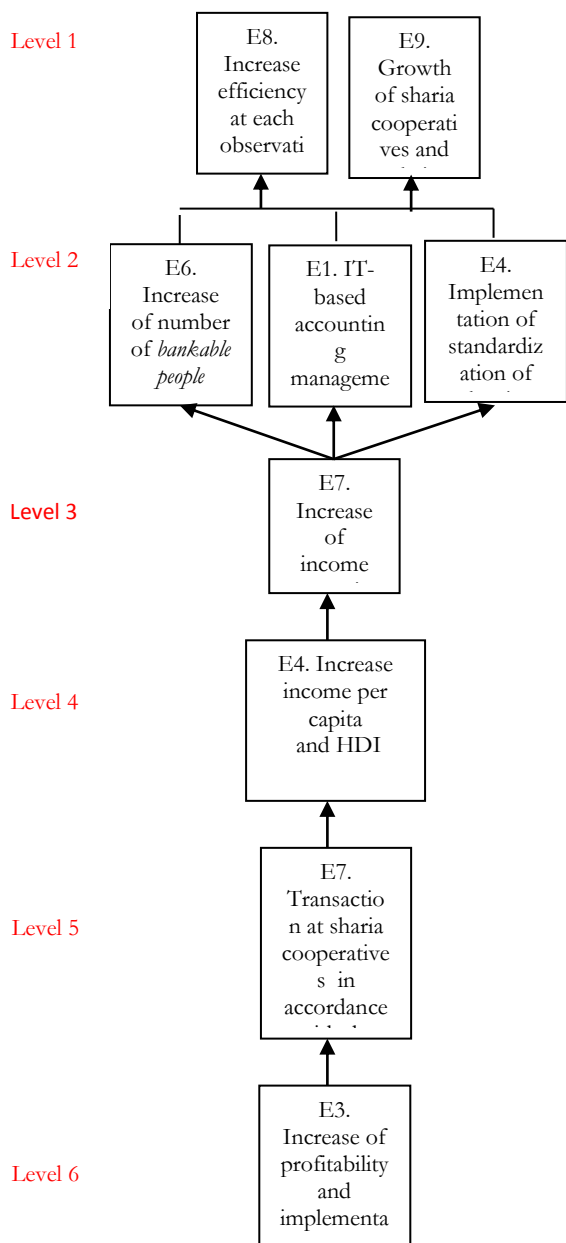 Level 1
E8.
Increase
efficiency
at each
observati
E9.
Growth
of sharia
cooperati
ves and
Level 2
E6.
Increase
of number
of bankable
people
E1. IT-
based
accountin
g
manageme
E4.
Implemen
tation of
standardiz
ation of
Level 3
E7.
Increase
of
income
Level 4
E4. Increase
income per
capita
and HDI
Level 5
E7.
Transactio
n at sharia
cooperative
s in
accordance
Level 6
E3.
Increase of
profitability
and
implementa